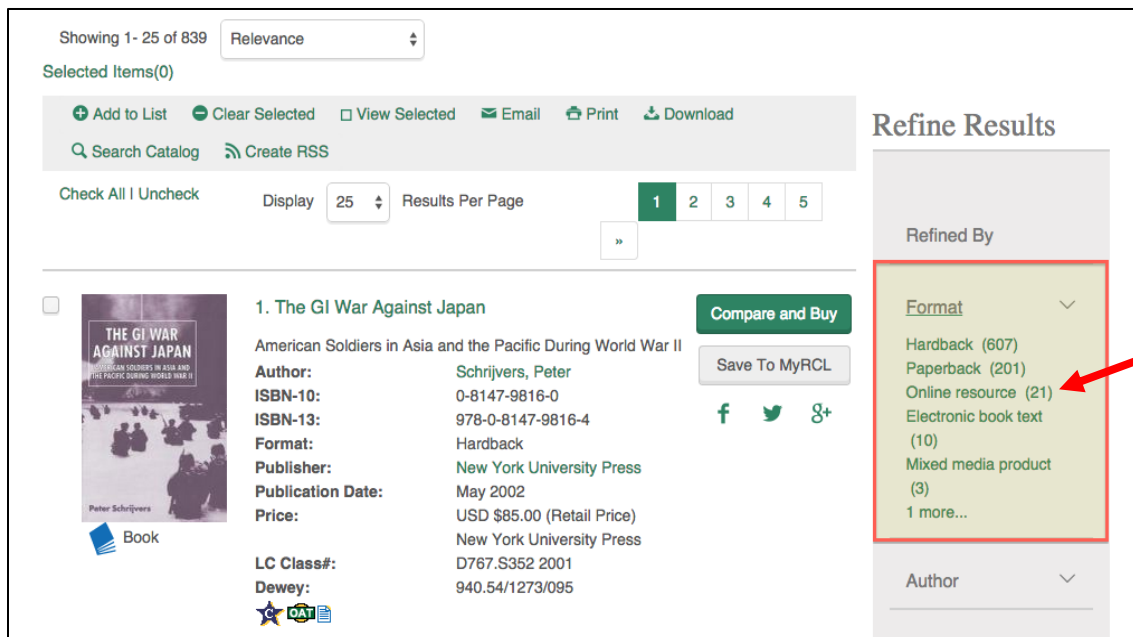 Showing 1- 25 of 839 Relevance
Selected Items(0)
Add to List Clear Selected View Selected Email Print Download
Search Catalog Create RSS
Check All I Uncheck Display 25 Results Per Page 1 2 3 4 5
»
THE GI WAR
AGAINST JAPAN
AMERICAN SOLDIERS IN ASIA AND
THE PACIFIC DURING WORLD WAR II
Peter Schrijvers
Book
1. The GI War Against Japan
American Soldiers in Asia and the Pacific During World War II
Author: Schrijvers, Peter
ISBN-10: 0-8147-9816-0
ISBN-13: 978-0-8147-9816-4
Format: Hardback
Publisher: New York University Press
Publication Date: May 2002
Price: USD $85.00 (Retail Price)
New York University Press
LC Class#: D767.S352 2001
Dewey: 940.54/1273/095
C OAT
Compare and Buy
Save To MyRCL
f g+
Refine Results
Refined By
Format
Hardback (607)
Paperback (201)
Online resource (21)
Electronic book text
(10)
Mixed media product
(3)
1 more...
Author